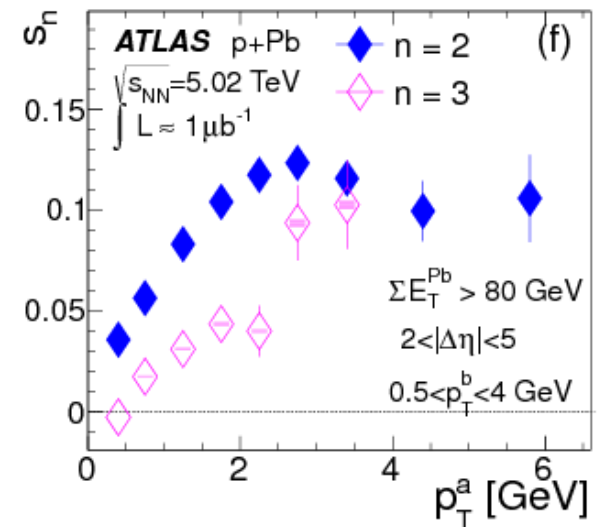 s_n
ATLAS p+Pb
√s_NN=5.02 TeV
∫ L ≈ 1μb⁻¹
n = 2
n = 3
(f)
0.15
0.1
0.05
0
ΣE_T^Pb > 80 GeV
2<|Δη|<5
0.5<p_T^b<4 GeV
0 2 4 6
p_T^a [GeV]